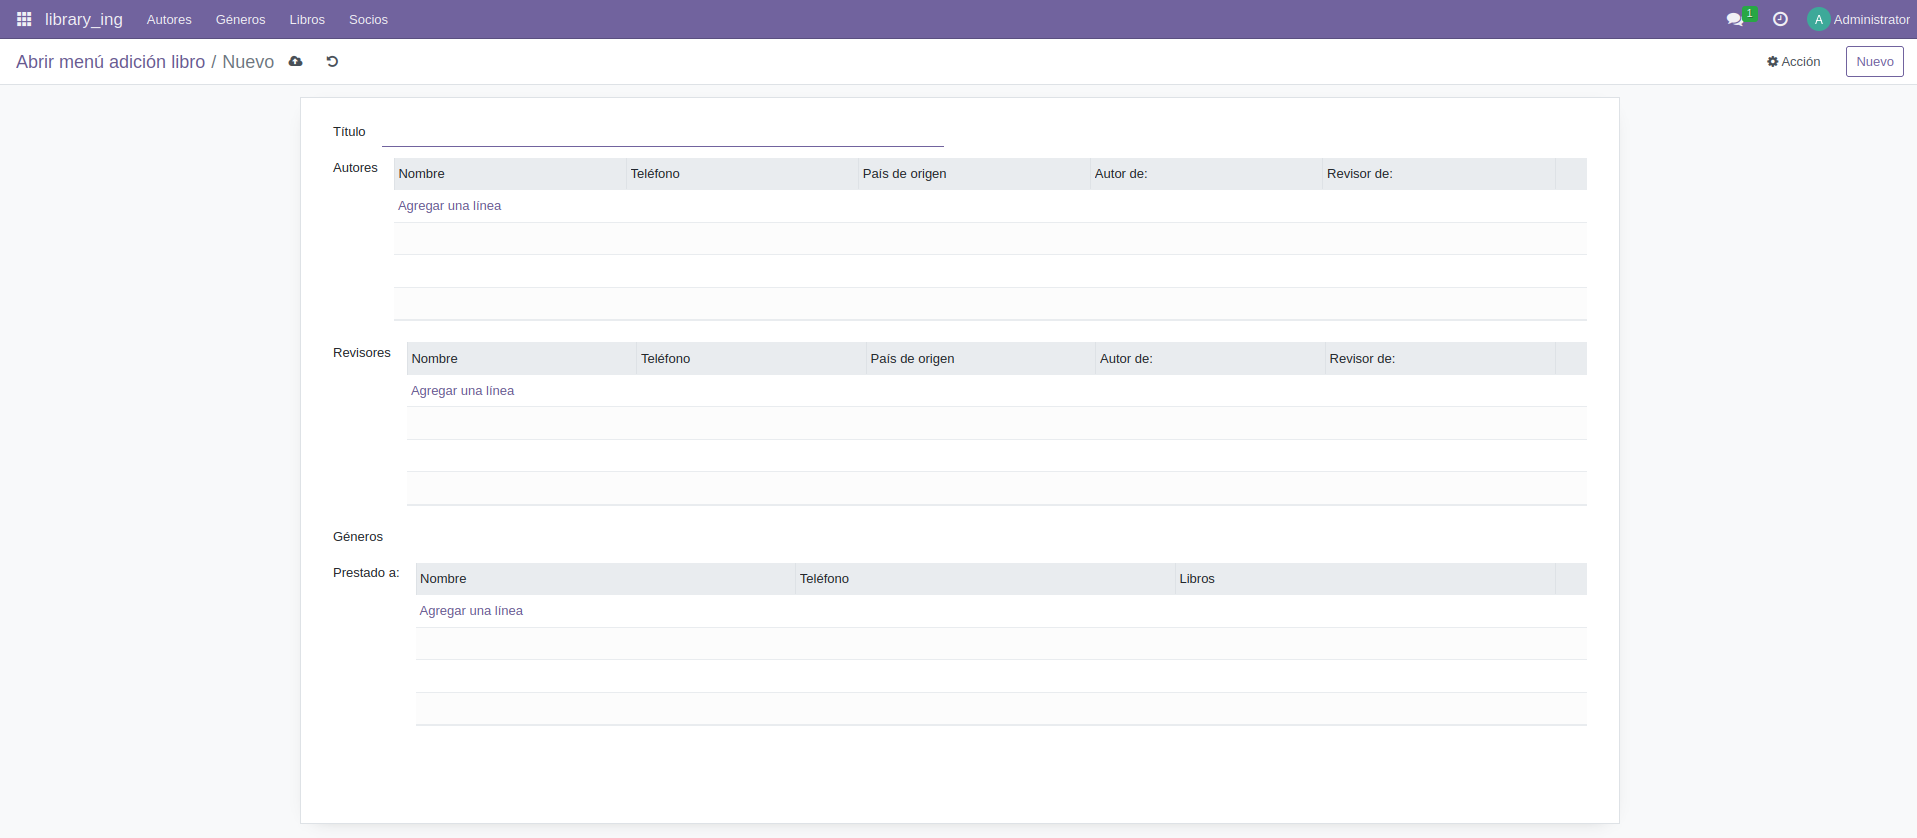 library_ing Autores Géneros Libros Socios 1 A Administrator
Abrir menú adición libro / Nuevo Acción Nuevo
Título
Autores Nombre Teléfono País de origen Autor de: Revisor de:
Agregar una línea
Revisores Nombre Teléfono País de origen Autor de: Revisor de:
Agregar una línea
Géneros
Prestado a: Nombre Teléfono Libros
Agregar una línea